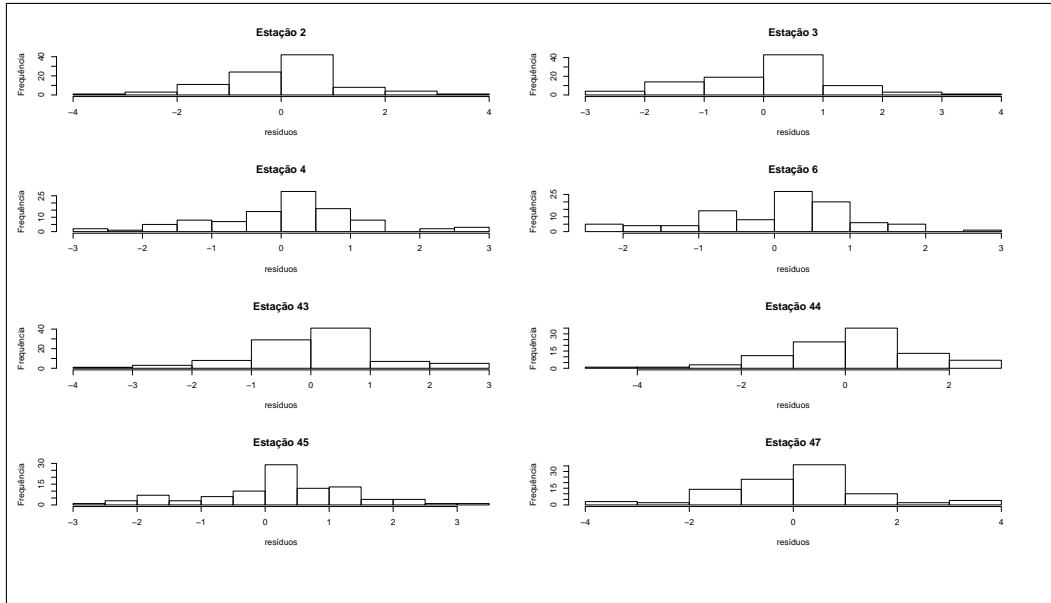 Estação 2
Frequência
0 20 40
−4 −2 0 2 4
resíduos
Estação 3
Frequência
0 20 40
−3 −2 −1 0 1 2 3 4
resíduos
Estação 4
Frequência
0 10 25
−3 −2 −1 0 1 2 3
resíduos
Estação 6
Frequência
0 10 25
−2 −1 0 1 2 3
resíduos
Estação 43
Frequência
0 20 40
−4 −3 −2 −1 0 1 2 3
resíduos
Estação 44
Frequência
0 15 30
−4 −2 0 2
resíduos
Estação 45
Frequência
0 15 30
−3 −2 −1 0 1 2 3
resíduos
Estação 47
Frequência
0 15 30
−4 −2 0 2 4
resíduos